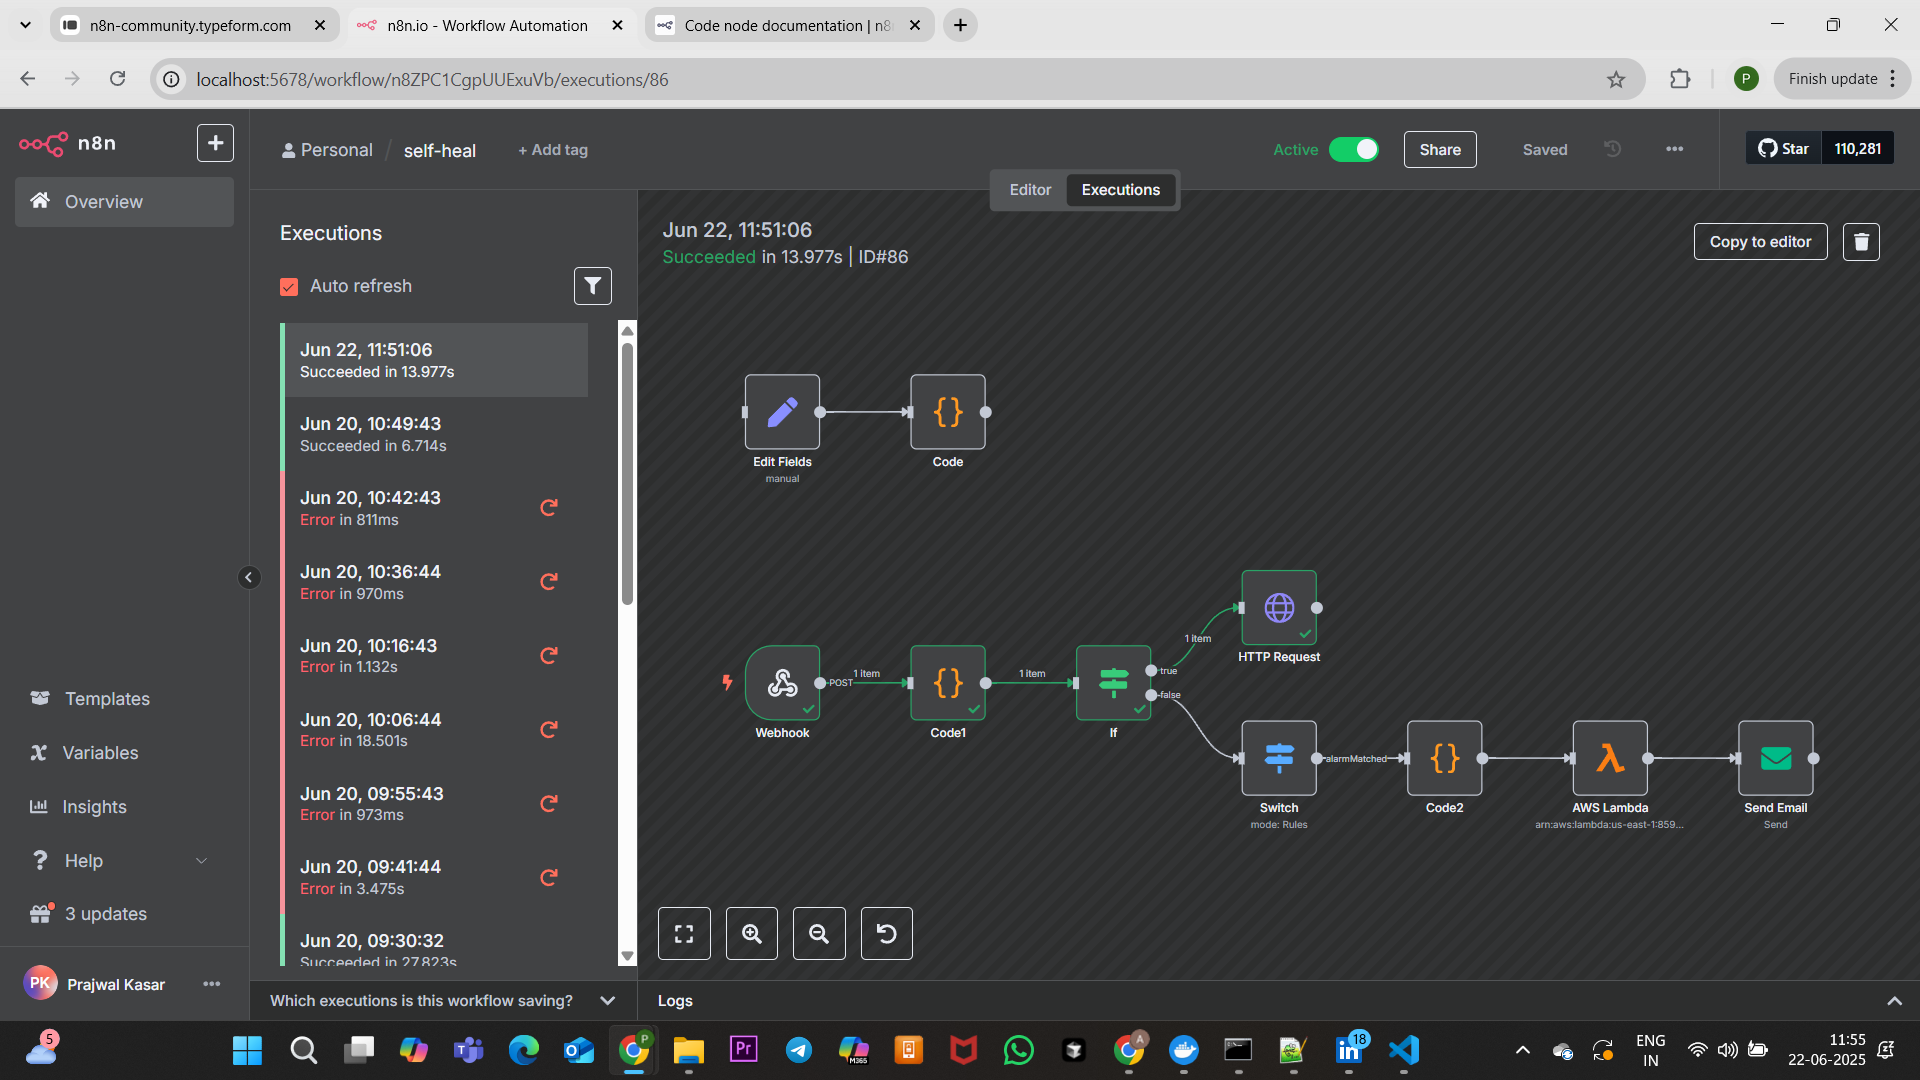 n8n-community.typeform.com
n8n.io - Workflow Automation
Code node documentation | n8
localhost:5678/workflow/n8ZPC1CgpUUExuVb/executions/86
P
Finish update
n8n
Personal / self-heal
+ Add tag
Active
Share
Saved
Star 110,281
Editor
Executions
Overview
Templates
Variables
Insights
Help
3 updates
PK
Prajwal Kasar
Executions
Auto refresh
Jun 22, 11:51:06
Succeeded in 13.977s
Jun 20, 10:49:43
Succeeded in 6.714s
Jun 20, 10:42:43
Error in 811ms
Jun 20, 10:36:44
Error in 970ms
Jun 20, 10:16:43
Error in 1.132s
Jun 20, 10:06:44
Error in 18.501s
Jun 20, 09:55:43
Error in 973ms
Jun 20, 09:41:44
Error in 3.475s
Jun 20, 09:30:32
Succeeded in 27.823s
Which executions is this workflow saving?
Jun 22, 11:51:06
Succeeded in 13.977s | ID#86
Copy to editor
{}
Edit Fields
manual
Code
Webhook
POST
1 item
{}
Code1
1 item
If
true
false
1 item
HTTP Request
Switch
mode: Rules
alarmMatched
{}
Code2
λ
AWS Lambda
arn:aws:lambda:us-east-1:859...
Send Email
Send
Logs
5
Pr
M365
P
A
18
in
ENG
IN
11:55
22-06-2025